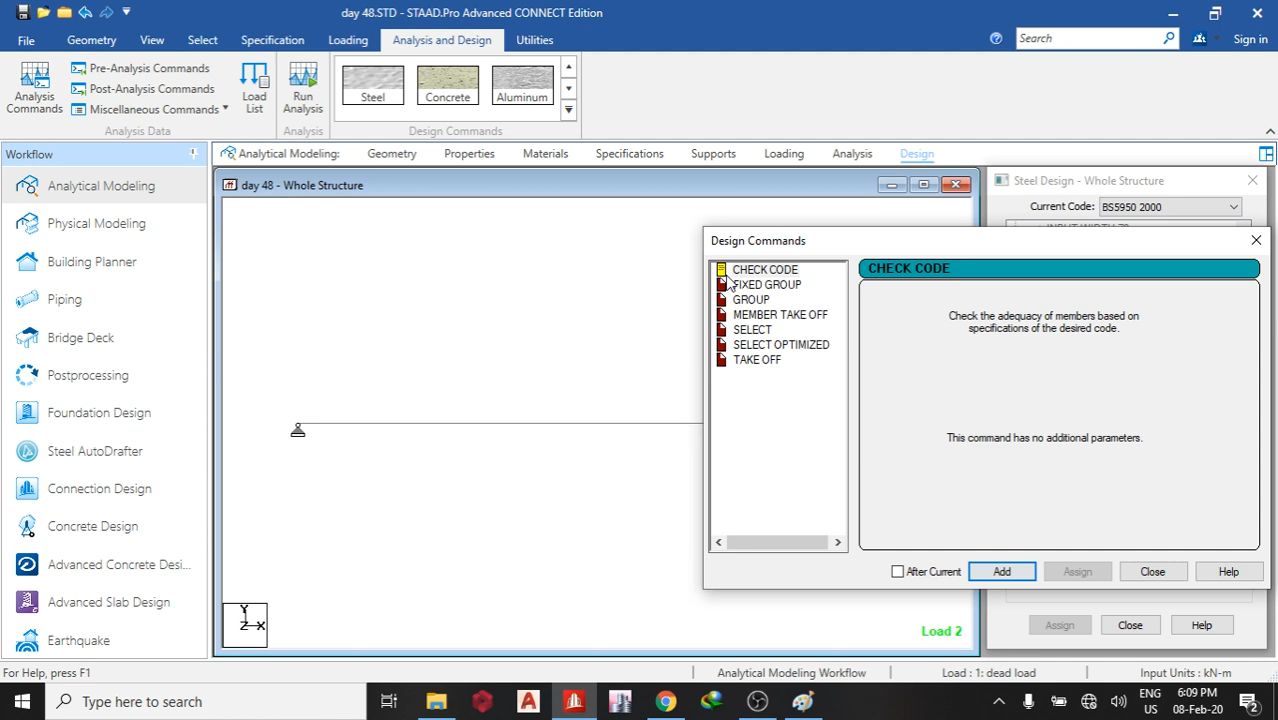 day 48.STD - STAAD.Pro Advanced CONNECT Edition
File Geometry View Select Specification Loading Analysis and Design Utilities Search Sign in
Analysis Commands
Pre-Analysis Commands
Post-Analysis Commands
Miscellaneous Commands
Load List
Run Analysis
Steel Concrete Aluminum
Analysis Data Analysis Design Commands
Workflow
Analytical Modeling: Geometry Properties Materials Specifications Supports Loading Analysis Design
Analytical Modeling
Physical Modeling
Building Planner
Piping
Bridge Deck
Postprocessing
Foundation Design
Steel AutoDrafter
Connection Design
Concrete Design
Advanced Concrete Desi...
Advanced Slab Design
Earthquake
day 48 - Whole Structure
Y
Z X
Load 2
Steel Design - Whole Structure
Current Code: BS5950 2000
Design Commands
CHECK CODE
FIXED GROUP
GROUP
MEMBER TAKE OFF
SELECT
SELECT OPTIMIZED
TAKE OFF
CHECK CODE
Check the adequacy of members based on
specifications of the desired code.
This command has no additional parameters.
After Current Add Assign Close Help
Assign Close Help
For Help, press F1 Analytical Modeling Workflow Load : 1: dead load Input Units : kN-m
Type here to search
ENG
US
6:09 PM
08-Feb-20
2